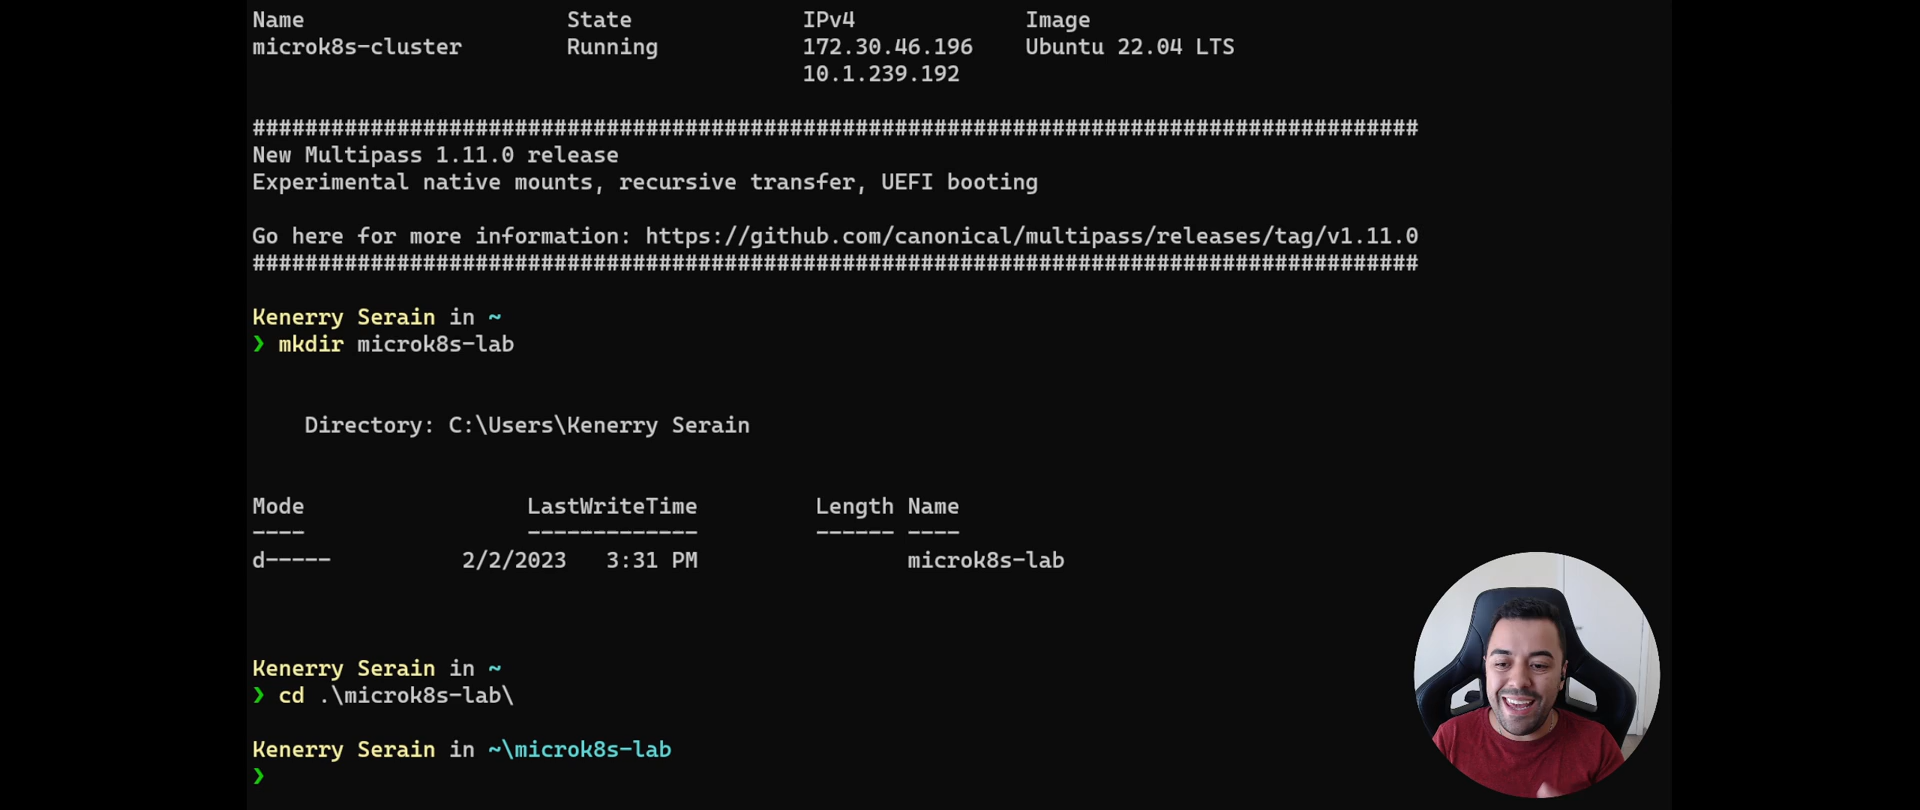 Name State IPv4 Image
microk8s-cluster Running 172.30.46.196 Ubuntu 22.04 LTS
10.1.239.192
#########################################################################################
New Multipass 1.11.0 release
Experimental native mounts, recursive transfer, UEFI booting
Go here for more information: https://github.com/canonical/multipass/releases/tag/v1.11.0
#########################################################################################
Kenerry Serain in ~
❯ mkdir microk8s-lab
Directory: C:\Users\Kenerry Serain
Mode LastWriteTime Length Name
---- ------------- ------ ----
d----- 2/2/2023 3:31 PM microk8s-lab
Kenerry Serain in ~
❯ cd .\microk8s-lab\
Kenerry Serain in ~\microk8s-lab
❯